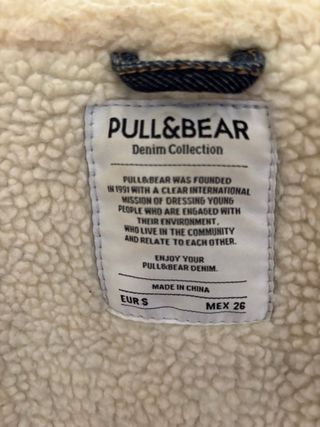 PULL&BEAR
Denim Collection
PULL&BEAR WAS FOUNDED
IN 1991 WITH A CLEAR INTERNATIONAL
MISSION OF DRESSING YOUNG
PEOPLE WHO ARE ENGAGED WITH
THEIR ENVIRONMENT,
WHO LIVE IN THE COMMUNITY
AND RELATE TO EACH OTHER.
ENJOY YOUR
PULL&BEAR DENIM.
MADE IN CHINA
EUR S MEX 26